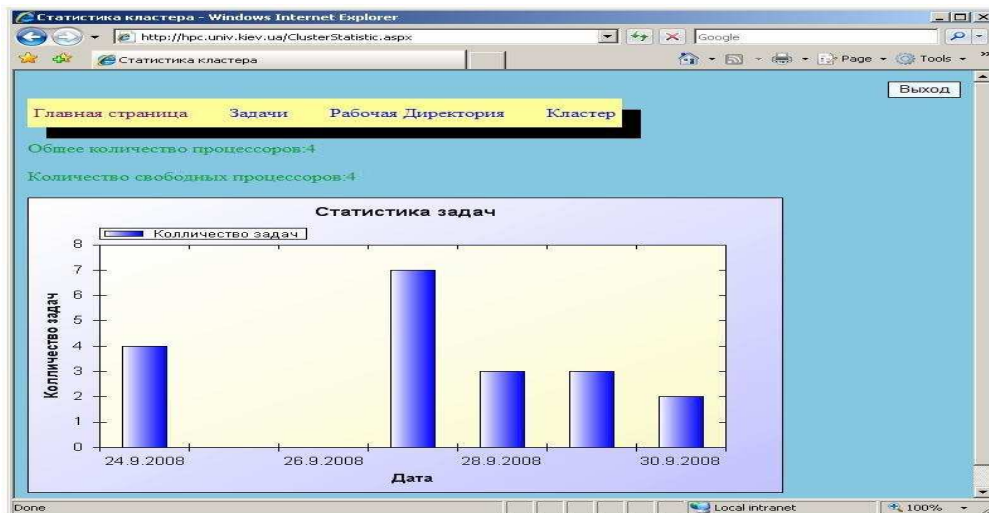 Статистика кластера - Windows Internet Explorer
http://hpc.univ.kiev.ua/ClusterStatistic.aspx
Google
Статистика кластера
Page
Tools
Выход
Главная страница Задачи Рабочая Директория Кластер
Общее количество процессоров:4
Количество свободных процессоров:4
Статистика задач
Колличество задач
8
7
6
5
4
3
2
1
0
Колличество задач
24.9.2008 26.9.2008 28.9.2008 30.9.2008
Дата
Done Local intranet 100%